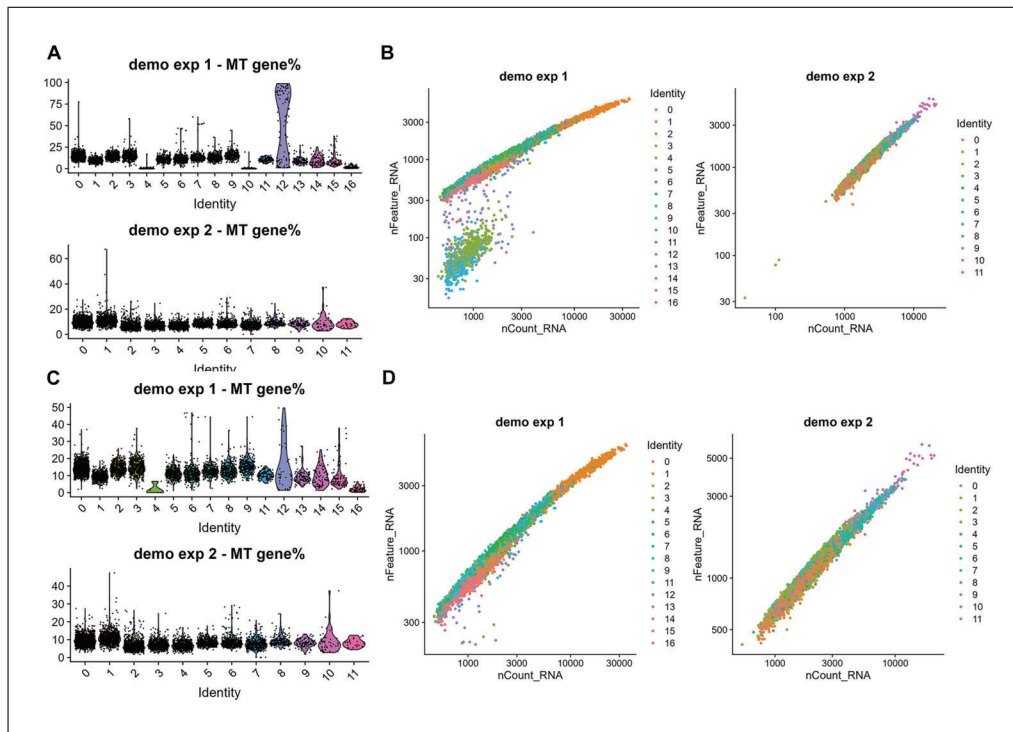 A
demo exp 1 - MT gene%
100
75
50
25
0
0 1 2 3 4 5 6 7 8 9 10 11 12 13 14 15 16
Identity
demo exp 2 - MT gene%
60
40
20
0
0 1 2 3 4 5 6 7 8 9 10 11
Identity
B
demo exp 1
nFeature_RNA
3000
1000
300
100
30
1000 3000 10000 30000
nCount_RNA
Identity
0
1
2
3
4
5
6
7
8
9
10
11
12
13
14
15
16
demo exp 2
nFeature_RNA
3000
1000
300
100
30
100 1000 10000
nCount_RNA
Identity
0
1
2
3
4
5
6
7
8
9
10
11
C
demo exp 1 - MT gene%
50
40
30
20
10
0
0 1 2 3 4 5 6 7 8 9 11 12 13 14 15 16
Identity
demo exp 2 - MT gene%
40
30
20
10
0
0 1 2 3 4 5 6 7 8 9 10 11
Identity
D
demo exp 1
nFeature_RNA
3000
1000
300
1000 3000 10000 30000
nCount_RNA
Identity
0
1
2
3
4
5
6
7
8
9
11
12
13
14
15
16
demo exp 2
nFeature_RNA
5000
3000
1000
500
1000 3000 10000
nCount_RNA
Identity
0
1
2
3
4
5
6
7
8
9
10
11